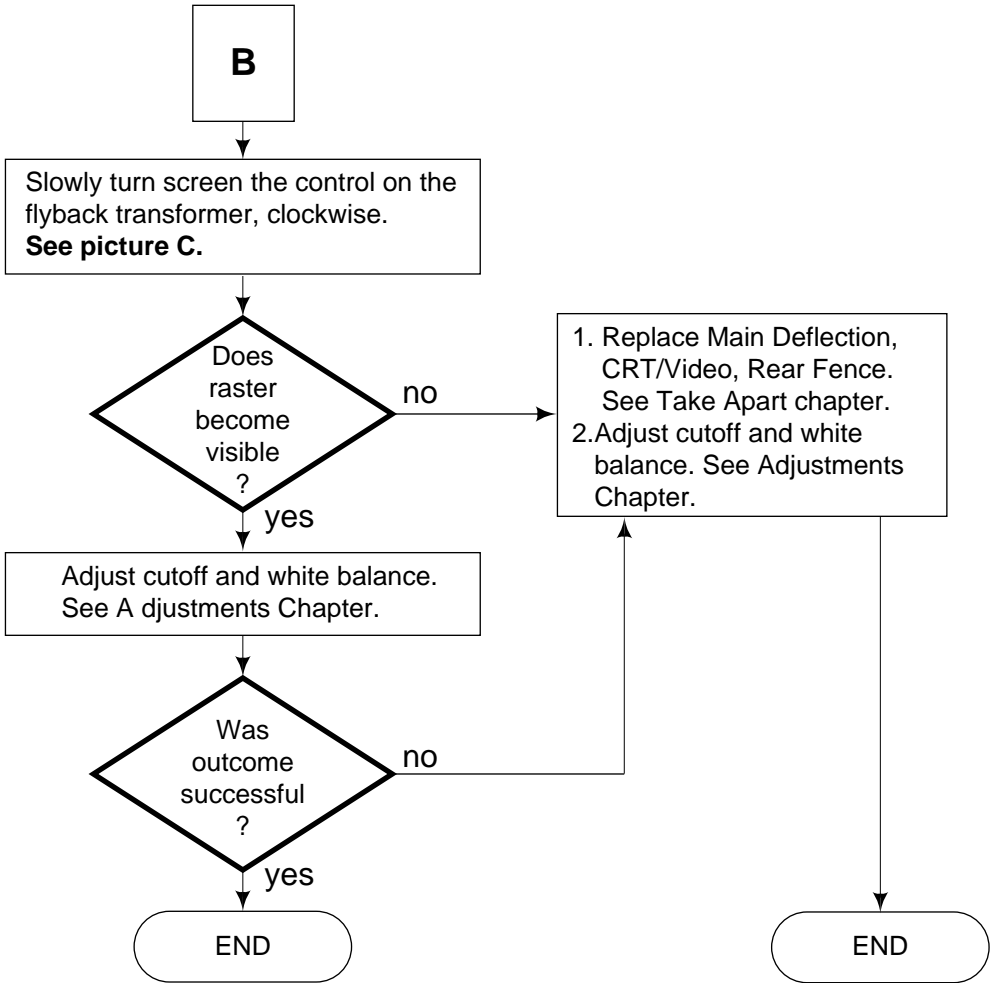 B
Slowly turn screen the control on the
flyback transformer, clockwise.
See picture C.
Does
raster
become
visible
?
no
yes
1. Replace Main Deflection,
CRT/Video, Rear Fence.
See Take Apart chapter.
2.Adjust cutoff and white
balance. See Adjustments
Chapter.
Adjust cutoff and white balance.
See A djustments Chapter.
Was
outcome
successful
?
no
yes
END
END